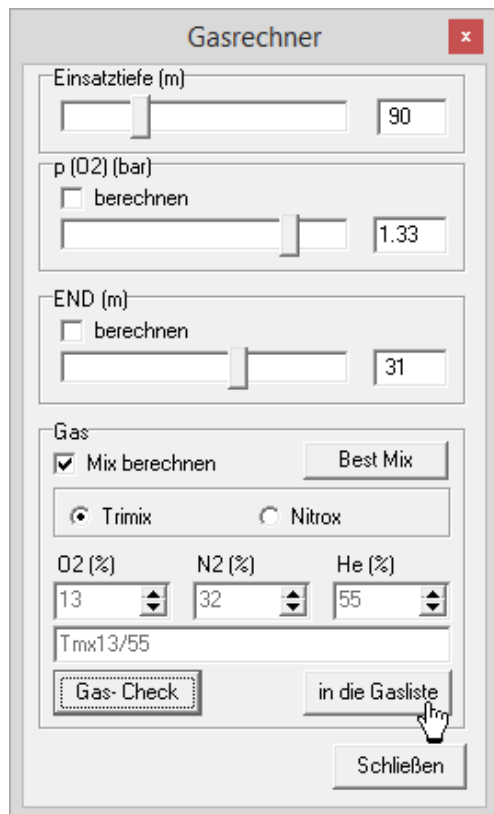 Gasrechner
x
Einsatztiefe (m)
90
p (O2) (bar)
berechnen
1.33
END (m)
berechnen
31
Gas
Mix berechnen
Best Mix
Trimix Nitrox
O2 (%) N2 (%) He (%)
13 32 55
Tmx13/55
Gas- Check in die Gasliste
Schließen